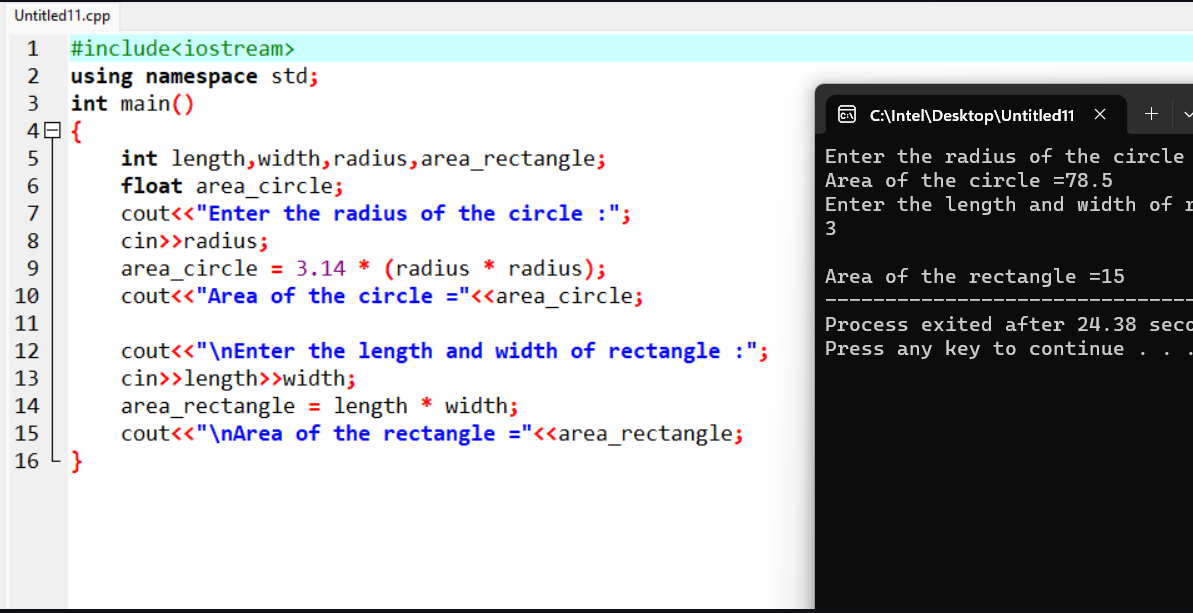 Untitled11.cpp
1 #include<iostream>
2 using namespace std;
3 int main()
4 {
5 int length,width,radius,area_rectangle;
6 float area_circle;
7 cout<<"Enter the radius of the circle :";
8 cin>>radius;
9 area_circle = 3.14 * (radius * radius);
10 cout<<"Area of the circle ="<<area_circle;
11
12 cout<<"\nEnter the length and width of rectangle :";
13 cin>>length>>width;
14 area_rectangle = length * width;
15 cout<<"\nArea of the rectangle ="<<area_rectangle;
16 }
C:\Intel\Desktop\Untitled11
Enter the radius of the circle
Area of the circle =78.5
Enter the length and width of
3
Area of the rectangle =15
--------------------------------
Process exited after 24.38 seco
Press any key to continue . . .